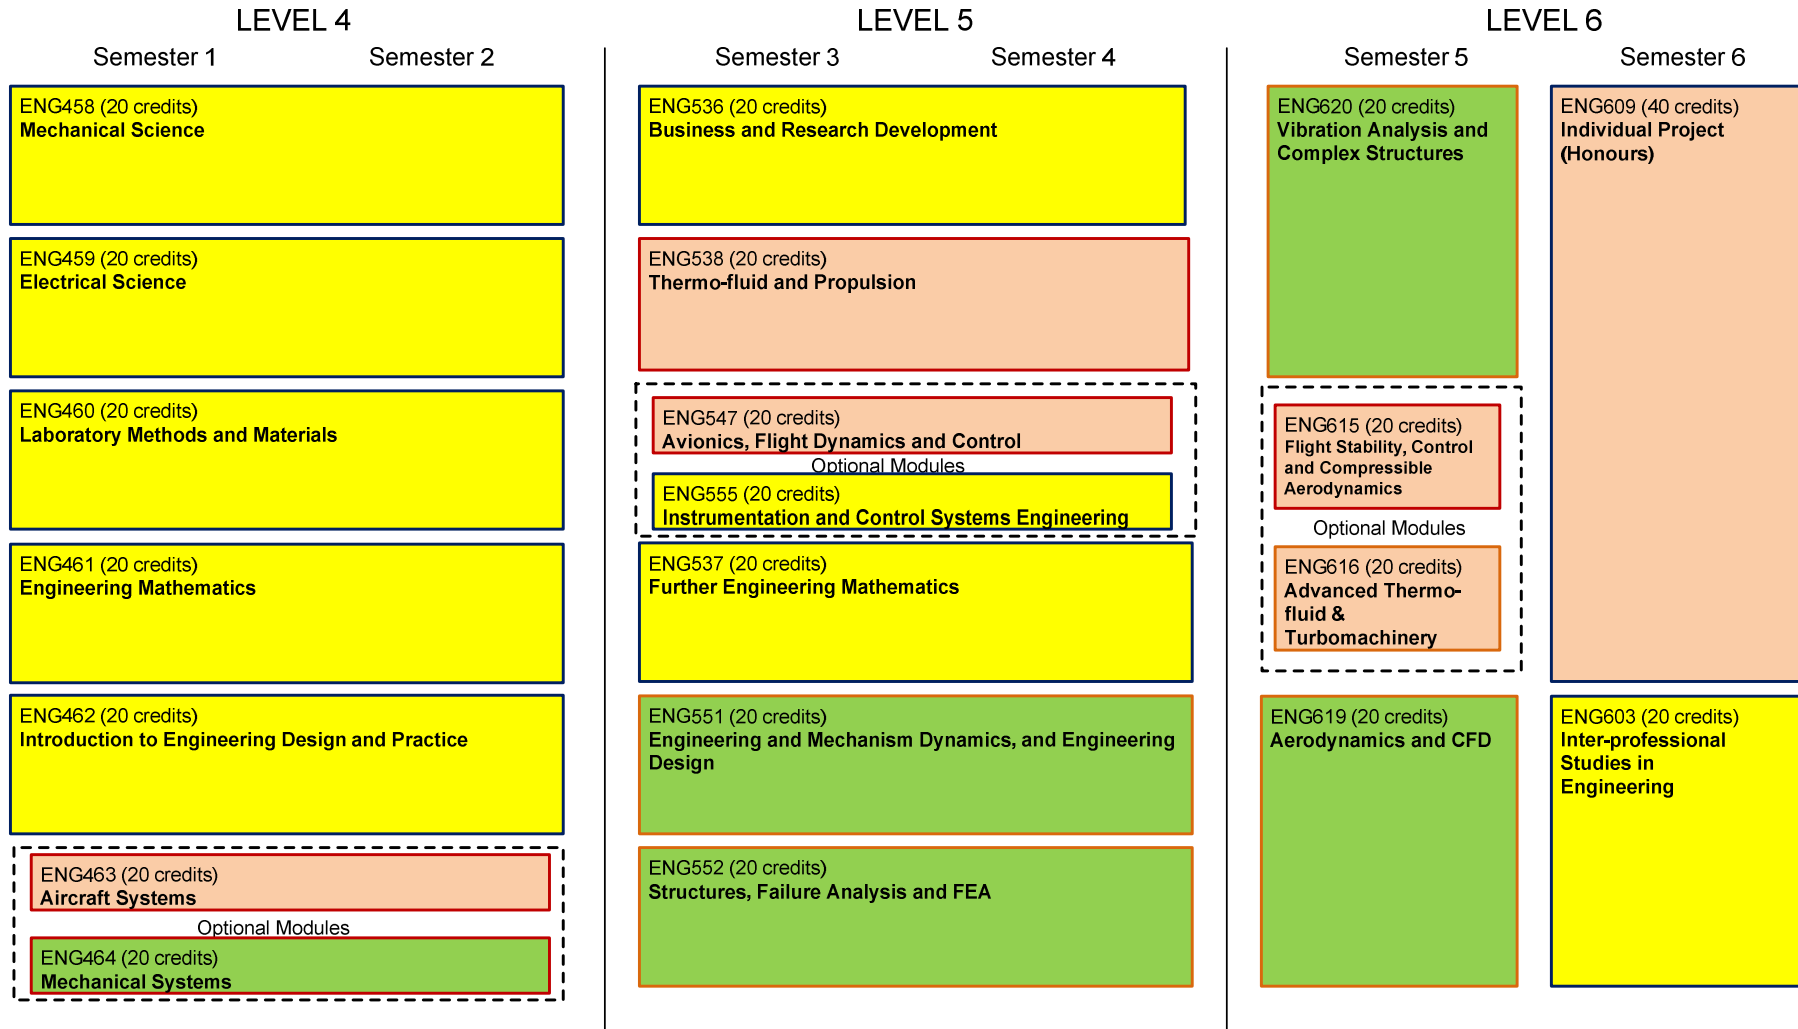 LEVEL 4
Semester 1
Semester 2
ENG458 (20 credits)
Mechanical Science
ENG459 (20 credits)
Electrical Science
ENG460 (20 credits)
Laboratory Methods and Materials
ENG461 (20 credits)
Engineering Mathematics
ENG462 (20 credits)
Introduction to Engineering Design and Practice
ENG463 (20 credits)
Aircraft Systems
Optional Modules
ENG464 (20 credits)
Mechanical Systems
LEVEL 5
Semester 3
Semester 4
ENG536 (20 credits)
Business and Research Development
ENG538 (20 credits)
Thermo-fluid and Propulsion
ENG547 (20 credits)
Avionics, Flight Dynamics and Control
Optional Modules
ENG555 (20 credits)
Instrumentation and Control Systems Engineering
ENG537 (20 credits)
Further Engineering Mathematics
ENG551 (20 credits)
Engineering and Mechanism Dynamics, and Engineering
Design
ENG552 (20 credits)
Structures, Failure Analysis and FEA
LEVEL 6
Semester 5
Semester 6
ENG620 (20 credits)
Vibration Analysis and
Complex Structures
ENG615 (20 credits)
Flight Stability, Control
and Compressible
Aerodynamics
Optional Modules
ENG616 (20 credits)
Advanced Thermo-
fluid &
Turbomachinery
ENG619 (20 credits)
Aerodynamics and CFD
ENG609 (40 credits)
Individual Project
(Honours)
ENG603 (20 credits)
Inter-professional
Studies in
Engineering